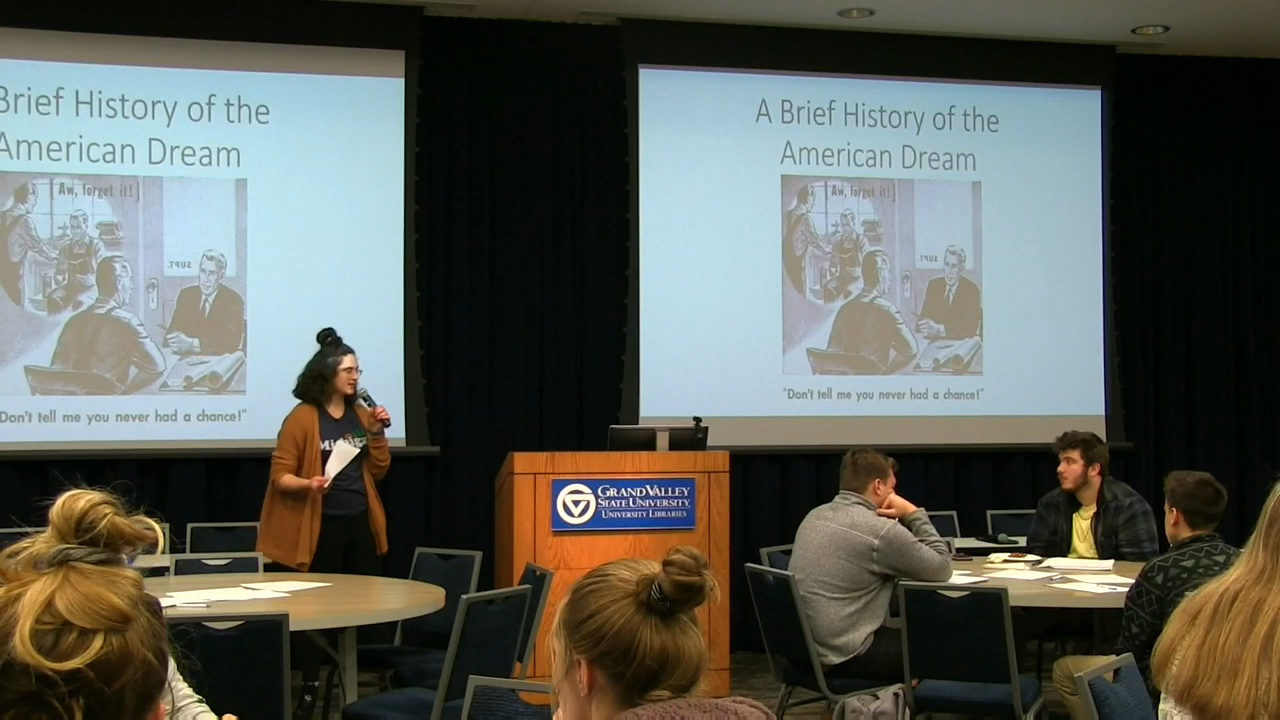 Brief History of the
American Dream
Aw, forget it!
SUPT.
Don't tell me you never had a chance!"
A Brief History of the
American Dream
Aw, forget it!
SUPT.
"Don't tell me you never had a chance!"
Michigan
GRAND VALLEY
STATE UNIVERSITY
UNIVERSITY LIBRARIES